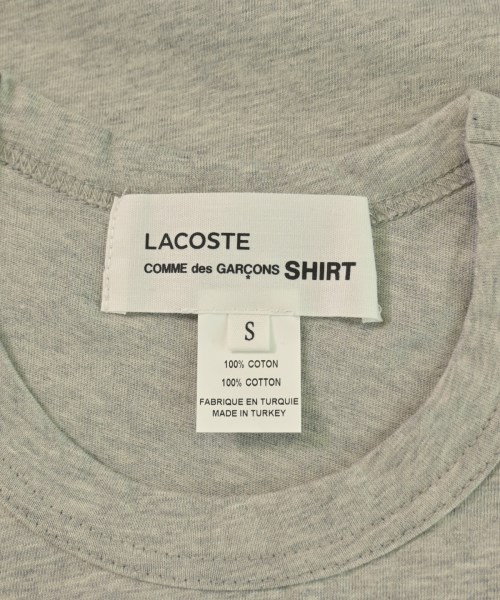 LACOSTE
COMME des GARÇONS SHIRT
S
100% COTON
100% COTTON
FABRIQUE EN TURQUIE
MADE IN TURKEY